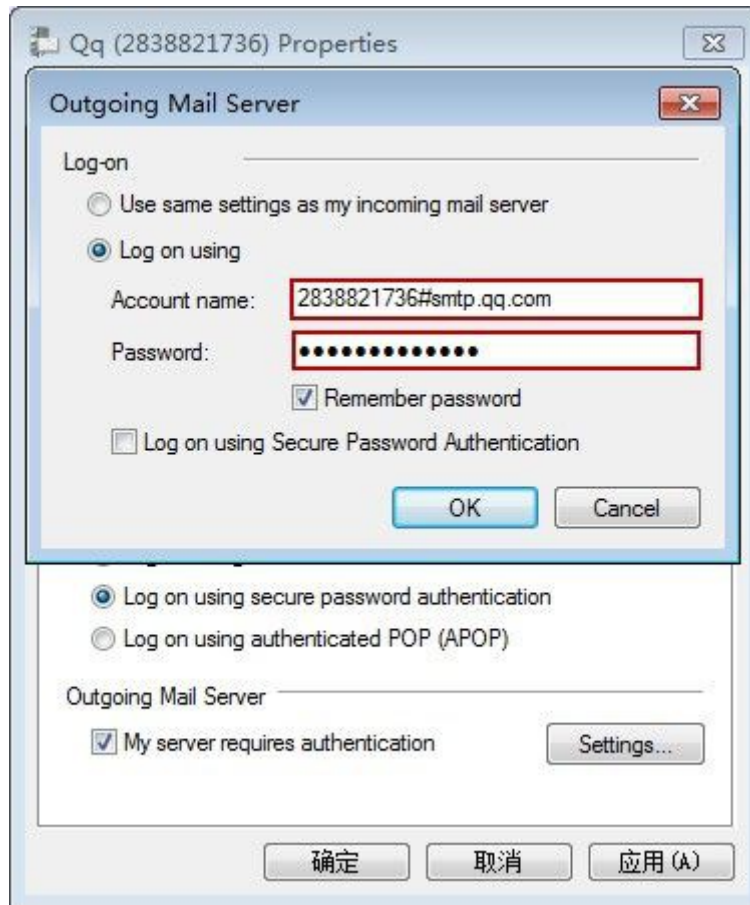 Qq (2838821736) Properties
Outgoing Mail Server
Log-on
Use same settings as my incoming mail server
Log on using
Account name: 2838821736#smtp.qq.com
Password: •••••••••••••
Remember password
Log on using Secure Password Authentication
OK Cancel
Log on using secure password authentication
Log on using authenticated POP (APOP)
Outgoing Mail Server
My server requires authentication Settings...
确定 取消 应用(A)